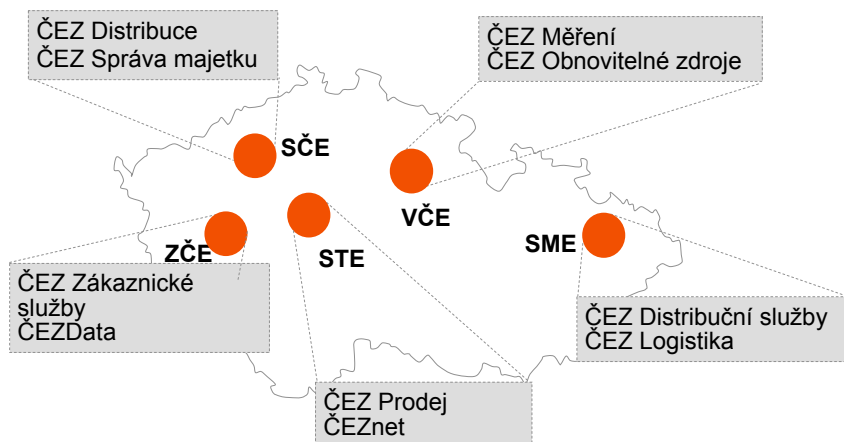 ČEZ Distribuce
ČEZ Správa majetku
ČEZ Měření
ČEZ Obnovitelné zdroje
SČE
VČE
ZČE
STE
SME
ČEZ Zákaznické
služby
ČEZData
ČEZ Distribuční služby
ČEZ Logistika
ČEZ Prodej
ČEZnet